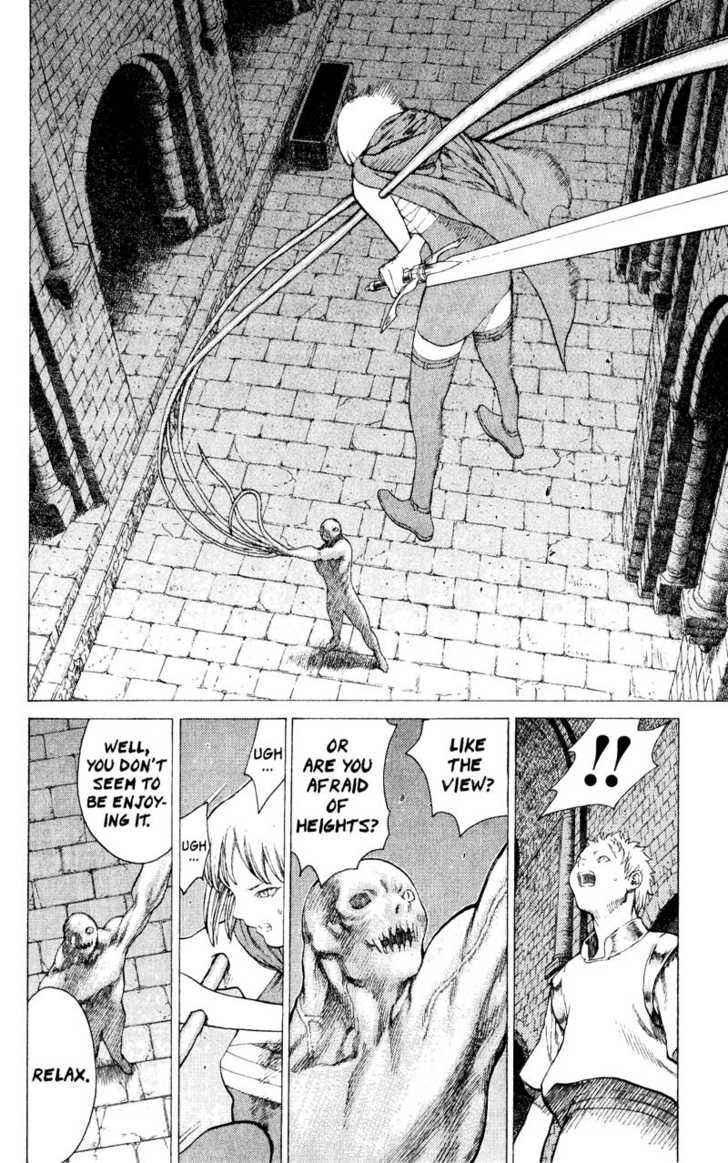 !!
LIKE
THE
VIEW?
OR
ARE YOU
AFRAID
OF
HEIGHTS?
UGH
...
UGH
...
WELL,
YOU DON'T
SEEM TO
BE ENJOY-
ING IT.
RELAX.